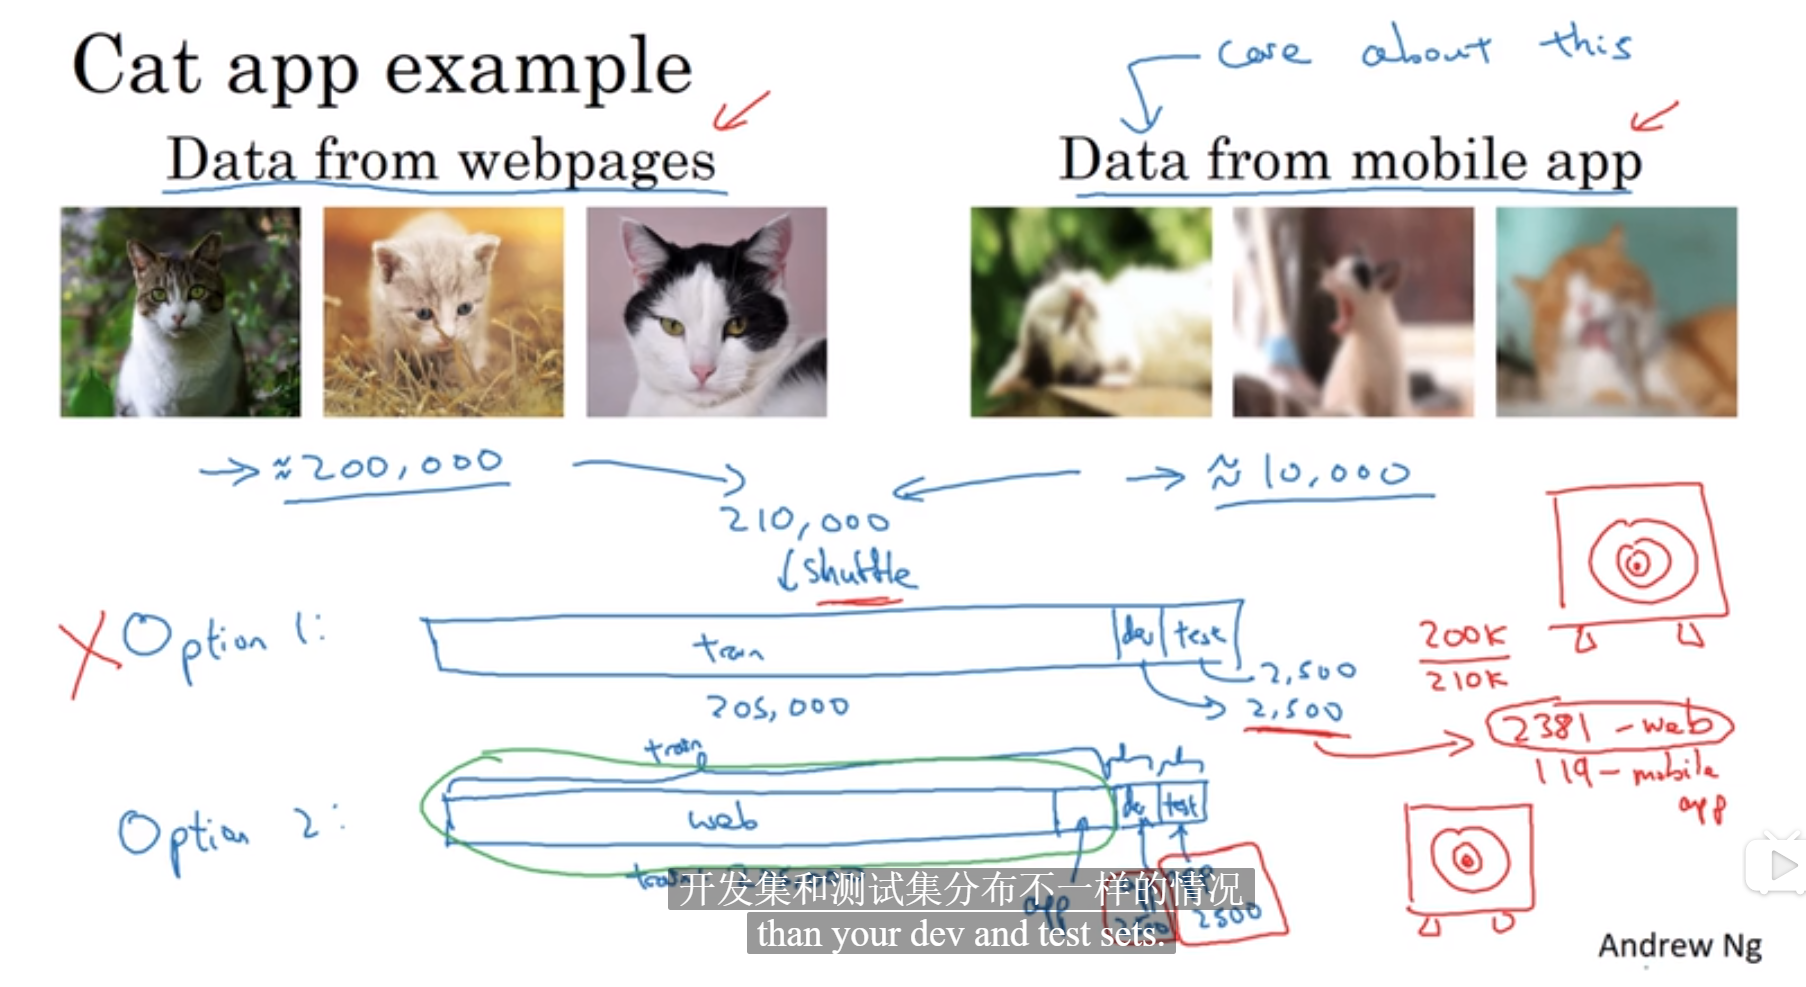 Cat app example
care about this
Data from webpages
Data from mobile app
→ ≈ 200,000
→ ≈ 10,000
210,000
↓ shuffle
X Option 1:
train
dev
test
2,500
205,000
2,500
200K
210K
2381 - web
119 - mobile
app
train
Option 2:
web
dev
test
app
2500
开发集和测试集分布不一样的情况
than your dev and test sets.
Andrew Ng